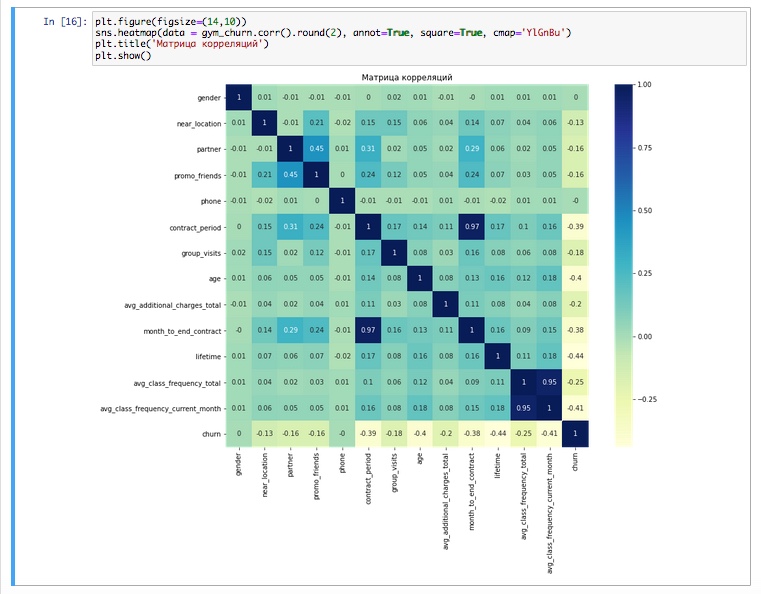 In [16]: plt.figure(figsize=(14,10))
sns.heatmap(data = gym_churn.corr().round(2), annot=True, square=True, cmap='YlGnBu')
plt.title('Матрица корреляций')
plt.show()
Матрица корреляций
gender 1 0.01 -0.01 -0.01 -0.01 0 0.02 0.01 -0.01 -0 0.01 0.01 0.01 0
near_location 0.01 1 -0.01 0.21 -0.02 0.15 0.15 0.06 0.04 0.14 0.07 0.04 0.06 -0.13
partner -0.01 -0.01 1 0.45 0.01 0.31 0.02 0.05 0.02 0.29 0.06 0.02 0.05 -0.16
promo_friends -0.01 0.21 0.45 1 0 0.24 0.12 0.05 0.04 0.24 0.07 0.03 0.05 -0.16
phone -0.01 -0.02 0.01 0 1 -0.01 -0.01 -0.01 0.01 -0.01 -0.02 0.01 0.01 -0
contract_period 0 0.15 0.31 0.24 -0.01 1 0.17 0.14 0.11 0.97 0.17 0.1 0.16 -0.39
group_visits 0.02 0.15 0.02 0.12 -0.01 0.17 1 0.08 0.03 0.16 0.08 0.06 0.08 -0.18
age 0.01 0.06 0.05 0.05 -0.01 0.14 0.08 1 0.08 0.13 0.16 0.12 0.18 -0.4
avg_additional_charges_total -0.01 0.04 0.02 0.04 0.01 0.11 0.03 0.08 1 0.11 0.08 0.04 0.08 -0.2
month_to_end_contract -0 0.14 0.29 0.24 -0.01 0.97 0.16 0.13 0.11 1 0.16 0.09 0.15 -0.38
lifetime 0.01 0.07 0.06 0.07 -0.02 0.17 0.08 0.16 0.08 0.16 1 0.11 0.18 -0.44
avg_class_frequency_total 0.01 0.04 0.02 0.03 0.01 0.1 0.06 0.12 0.04 0.09 0.11 1 0.95 -0.25
avg_class_frequency_current_month 0.01 0.06 0.05 0.05 0.01 0.16 0.08 0.18 0.08 0.15 0.18 0.95 1 -0.41
churn 0 -0.13 -0.16 -0.16 -0 -0.39 -0.18 -0.4 -0.2 -0.38 -0.44 -0.25 -0.41 1
gender
near_location
partner
promo_friends
phone
contract_period
group_visits
age
avg_additional_charges_total
month_to_end_contract
lifetime
avg_class_frequency_total
avg_class_frequency_current_month
churn
1.00
0.75
0.50
0.25
0.00
−0.25